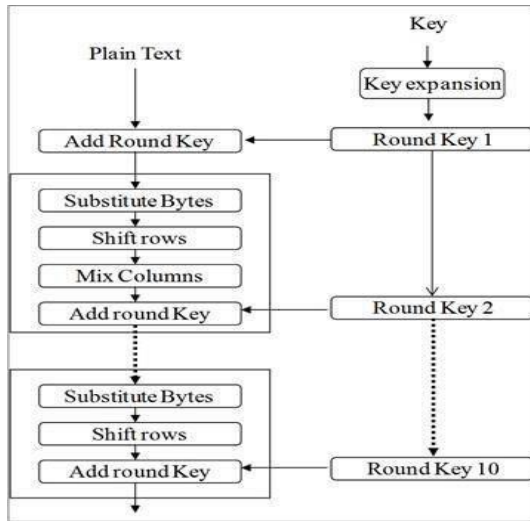 Key
Plain Text
Key expansion
Add Round Key
Round Key 1
Substitute Bytes
Shift rows
Mix Columns
Add round Key
Round Key 2
Substitute Bytes
Shift rows
Add round Key
Round Key 10